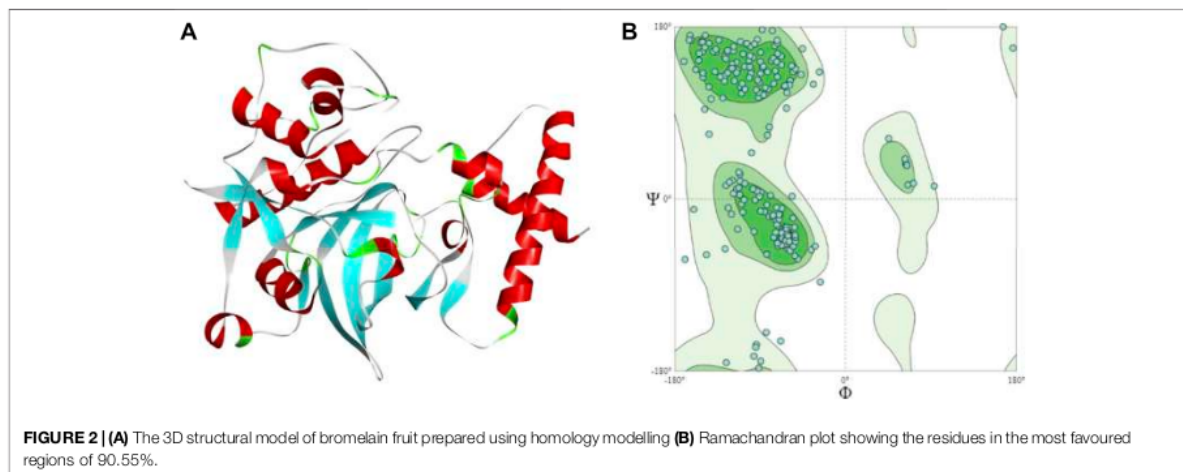 A
B
180°
Ψ 0°
-180°
-180° 0° 180°
Φ
FIGURE 2 | (A) The 3D structural model of bromelain fruit prepared using homology modelling (B) Ramachandran plot showing the residues in the most favoured
regions of 90.55%.